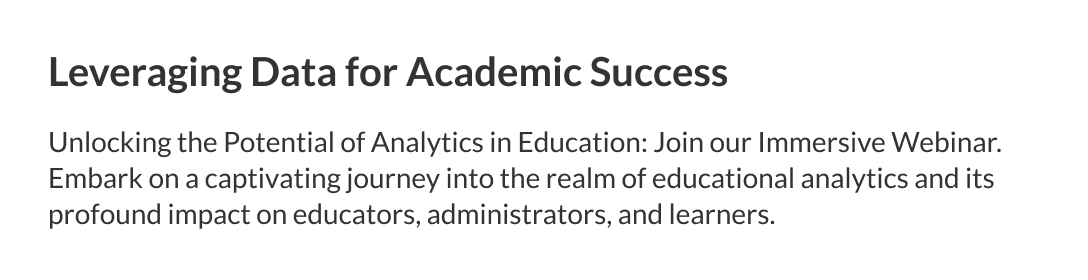 Leveraging Data for Academic Success
Unlocking the Potential of Analytics in Education: Join our Immersive Webinar.
Embark on a captivating journey into the realm of educational analytics and its
profound impact on educators, administrators, and learners.